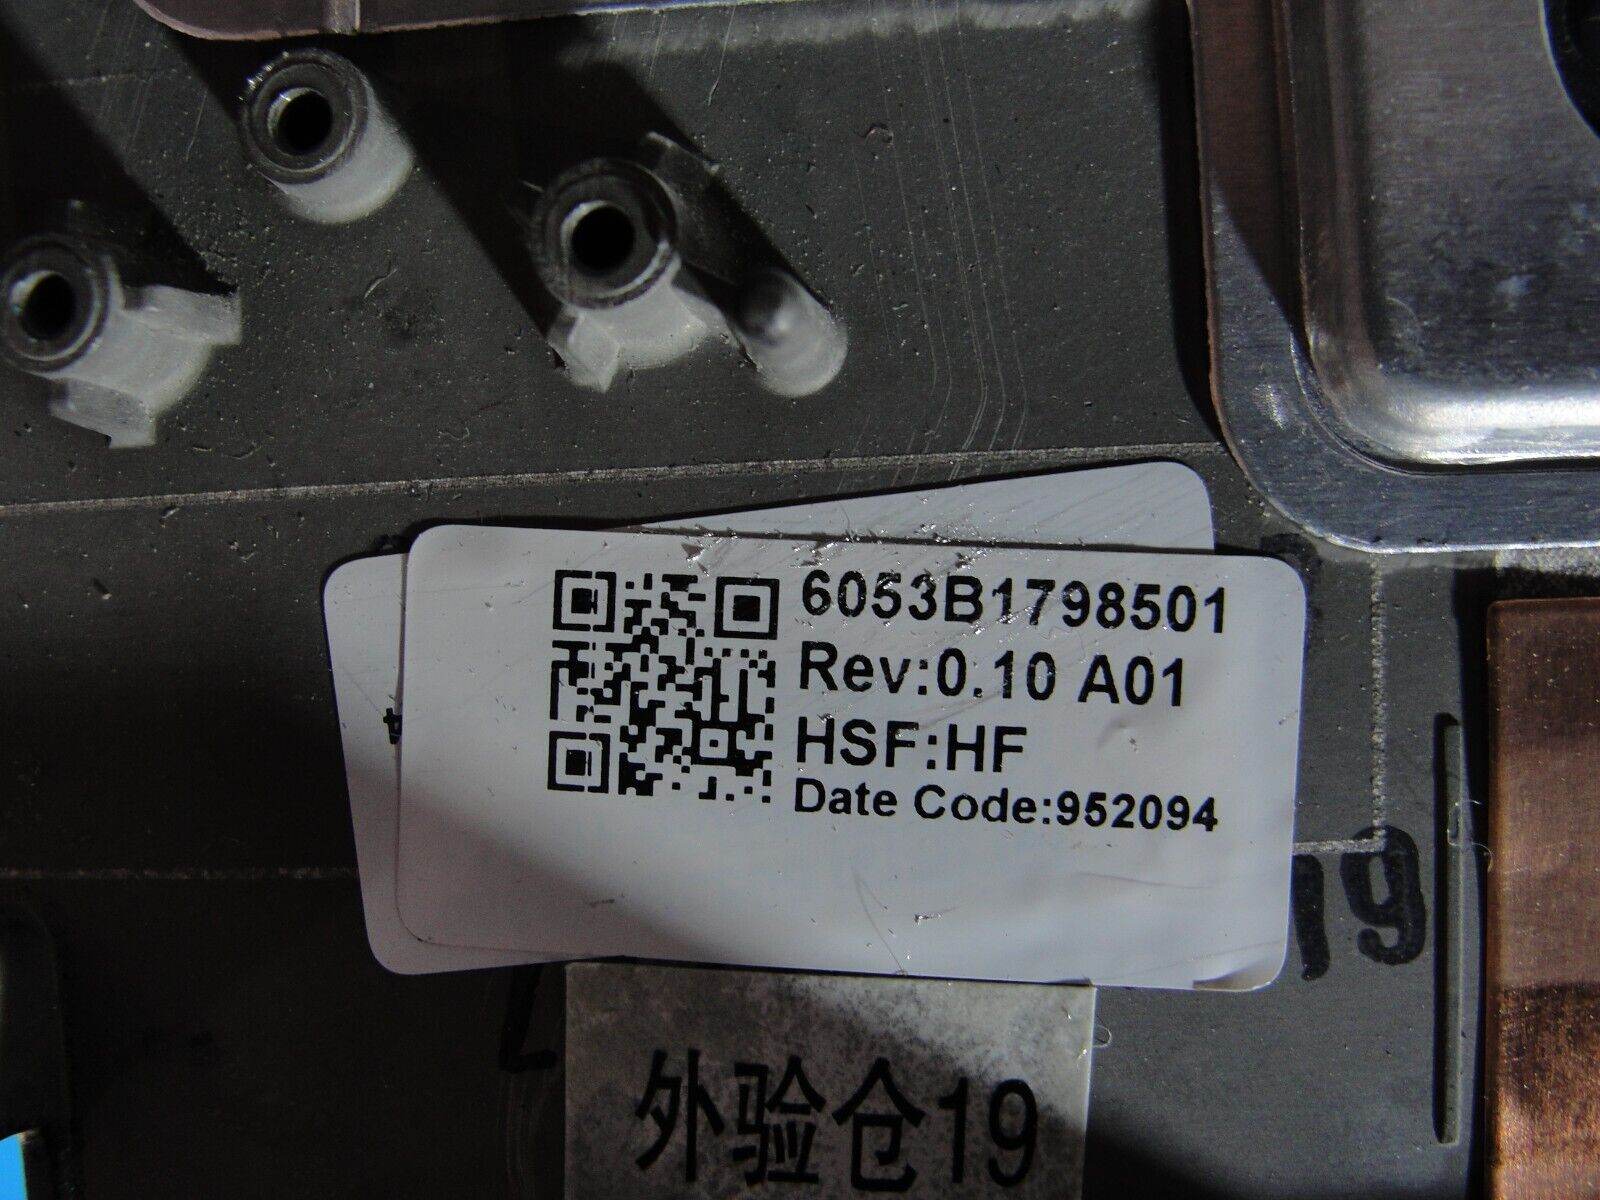 6053B1798501
Rev:0.10 A01
HSF:HF
Date Code:952094
19
外验仓19